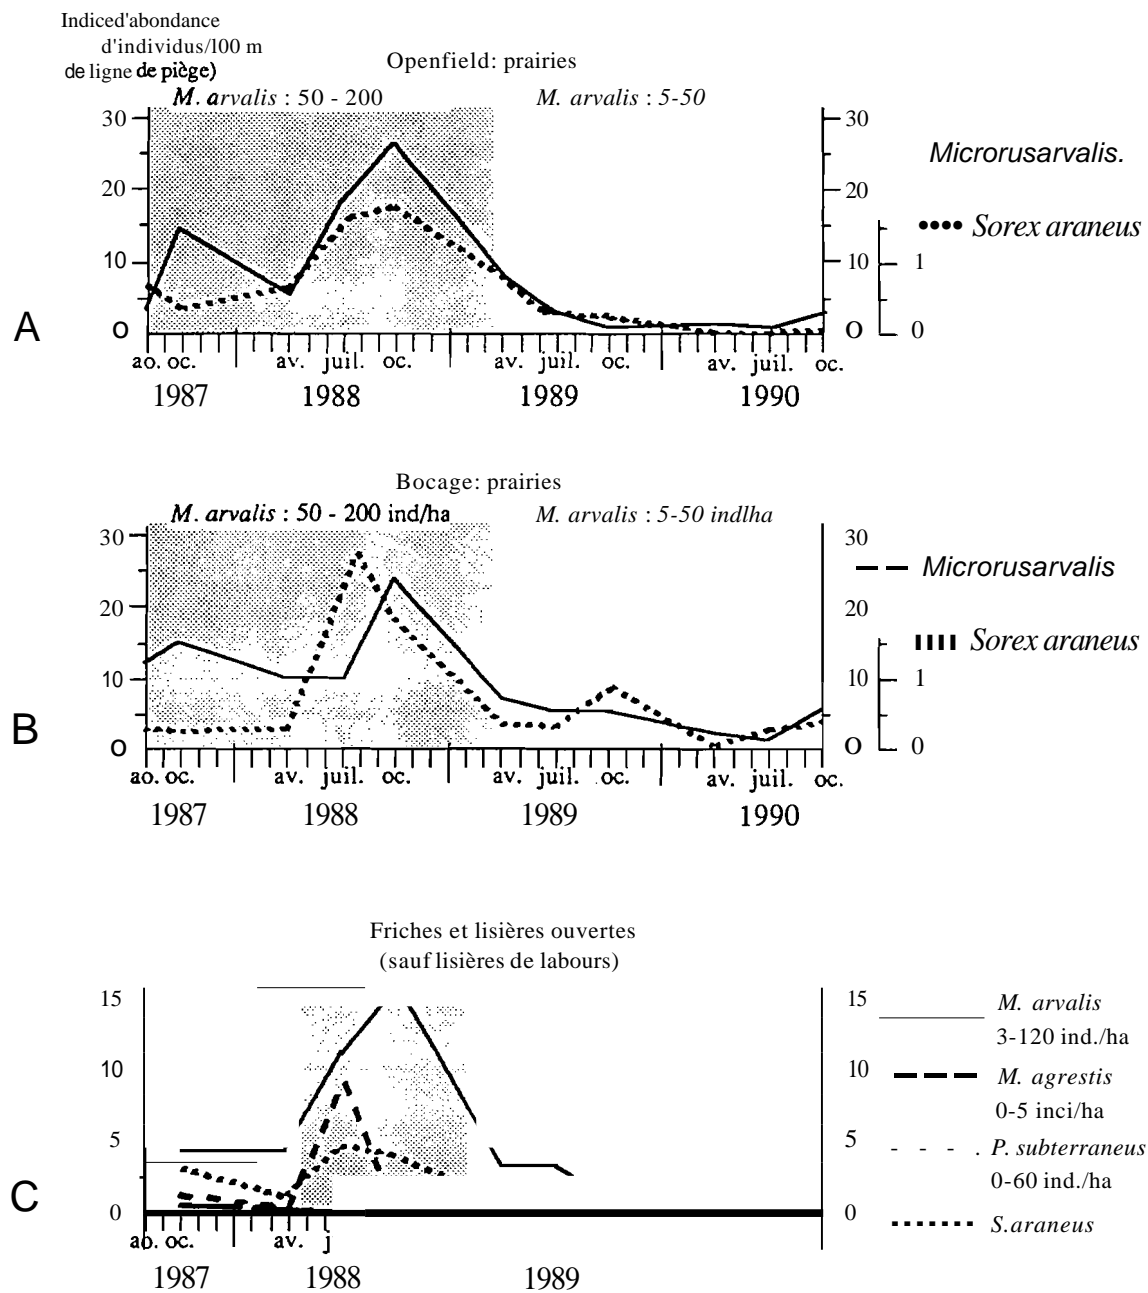 Indiced'abondance
d'individus/l00 m
de ligne de piège)
Openfield: prairies
M. arvalis : 50 - 200
M. arvalis : 5-50
30
20
10
0
30
20
10
0
1
0
Microrusarvalis.
Sorex araneus
A
ao. oc. av. juil. oc. av. juil. oc. av. juil. oc.
1987 1988 1989 1990
Bocage: prairies
M. arvalis : 50 - 200 ind/ha
M. arvalis : 5-50 indlha
30
20
10
0
30
20
10
0
1
0
Microrusarvalis
Sorex araneus
B
ao. oc. av. juil. oc. av. juil. oc. av. juil. oc.
1987 1988 1989 1990
Friches et lisières ouvertes
(sauf lisières de labours)
15
10
5
0
15
10
5
0
M. arvalis
3-120 ind./ha
M. agrestis
0-5 inci/ha
P. subterraneus
0-60 ind./ha
S.araneus
C
ao. oc. av. j
1987 1988 1989